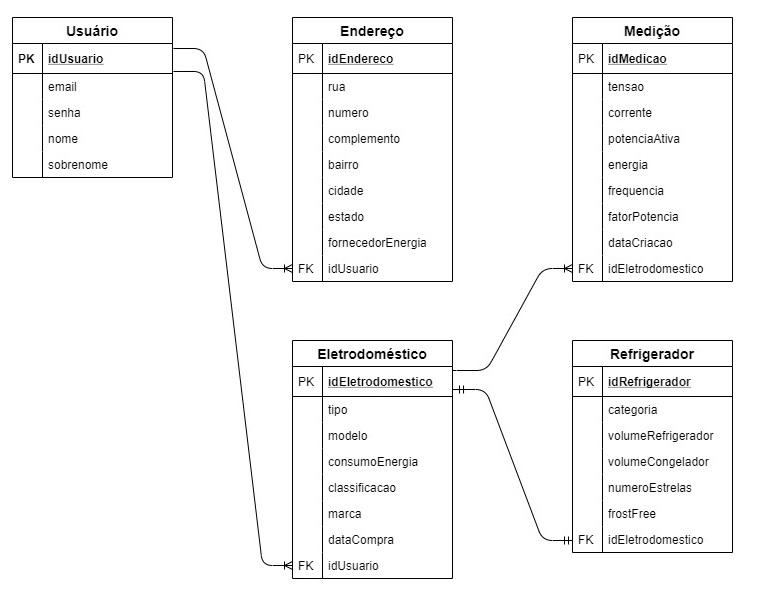 Usuário
PK idUsuario
email
senha
nome
sobrenome
Endereço
PK idEndereco
rua
numero
complemento
bairro
cidade
estado
fornecedorEnergia
FK idUsuario
Medição
PK idMedicao
tensao
corrente
potenciaAtiva
energia
frequencia
fatorPotencia
dataCriacao
FK idEletrodomestico
Eletrodoméstico
PK idEletrodomestico
tipo
modelo
consumoEnergia
classificacao
marca
dataCompra
FK idUsuario
Refrigerador
PK idRefrigerador
categoria
volumeRefrigerador
volumeCongelador
numeroEstrelas
frostFree
FK idEletrodomestico